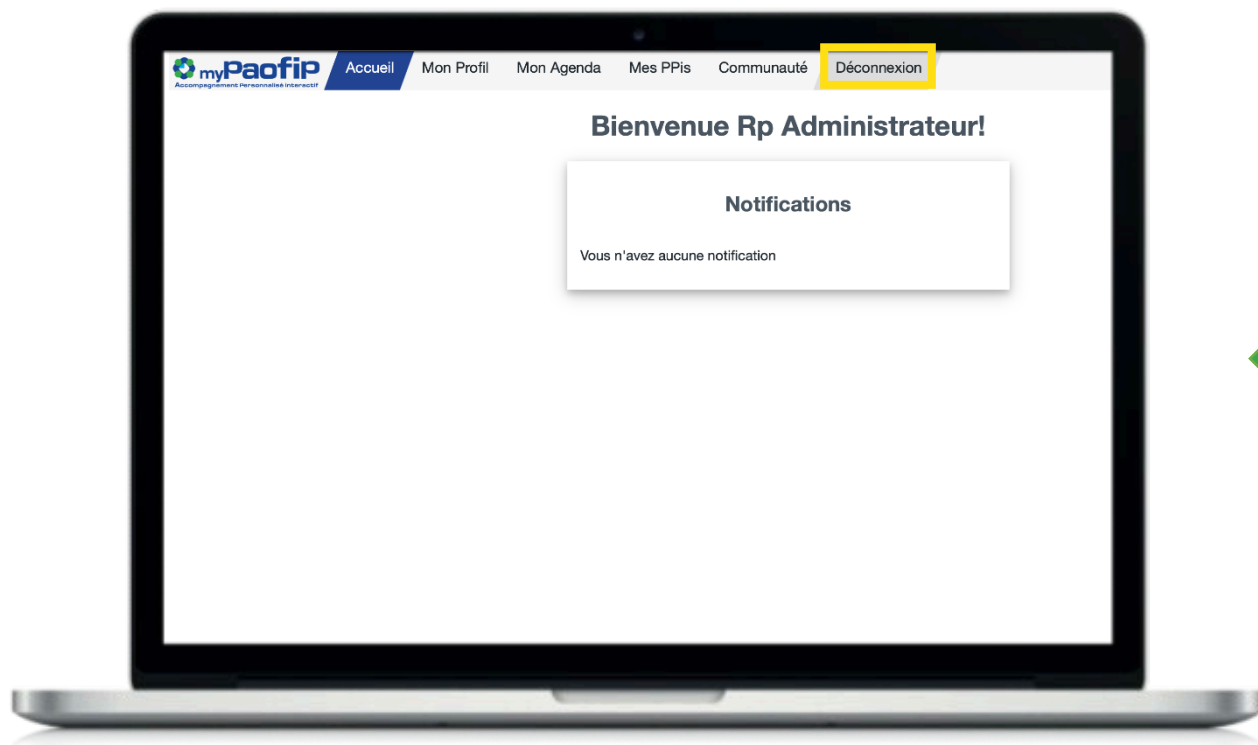 myPaofip
Accompagnement Personnalisé Interactif
Accueil Mon Profil Mon Agenda Mes PPis Communauté Déconnexion
Bienvenue Rp Administrateur!
Notifications
Vous n'avez aucune notification